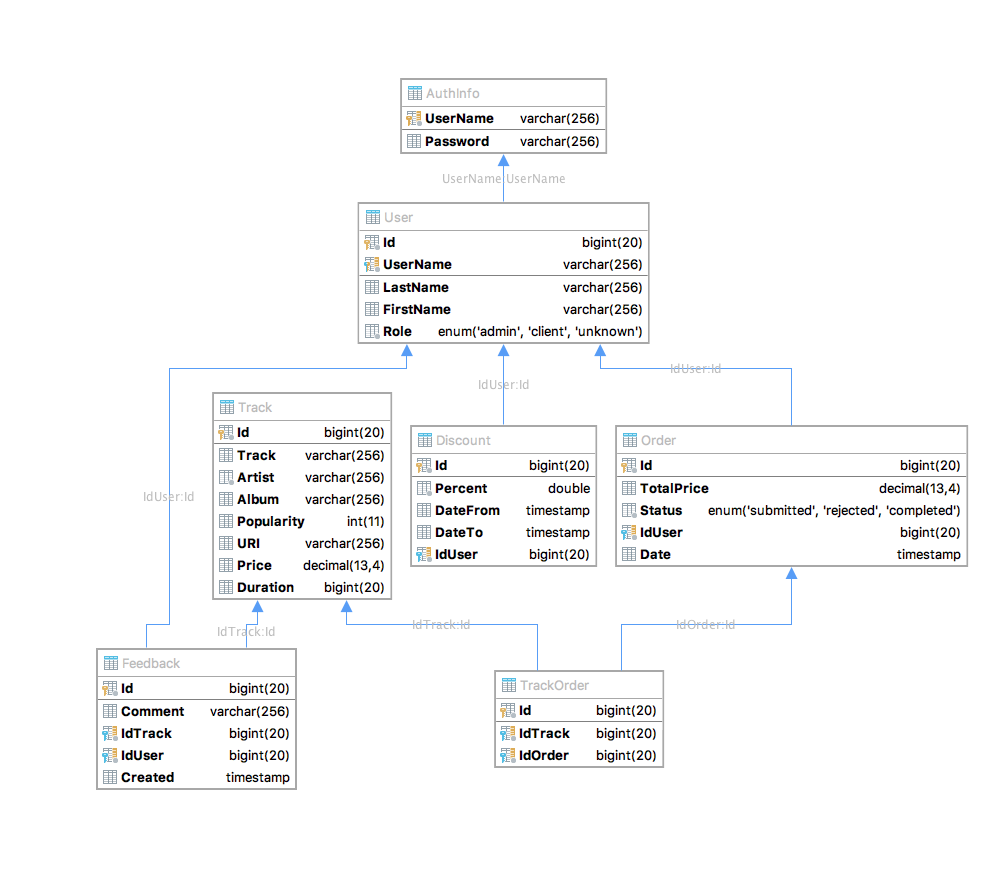 AuthInfo
UserName varchar(256)
Password varchar(256)
UserName:UserName
User
Id bigint(20)
UserName varchar(256)
LastName varchar(256)
FirstName varchar(256)
Role enum('admin', 'client', 'unknown')
IdUser:Id
IdUser:Id
Track
Id bigint(20)
Track varchar(256)
Artist varchar(256)
Album varchar(256)
Popularity int(11)
URI varchar(256)
Price decimal(13,4)
Duration bigint(20)
Discount
Id bigint(20)
Percent double
DateFrom timestamp
DateTo timestamp
IdUser bigint(20)
Order
Id bigint(20)
TotalPrice decimal(13,4)
Status enum('submitted', 'rejected', 'completed')
IdUser bigint(20)
Date timestamp
IdUser:Id
IdTrack:Id
IdTrack:Id
IdOrder:Id
Feedback
Id bigint(20)
Comment varchar(256)
IdTrack bigint(20)
IdUser bigint(20)
Created timestamp
TrackOrder
Id bigint(20)
IdTrack bigint(20)
IdOrder bigint(20)